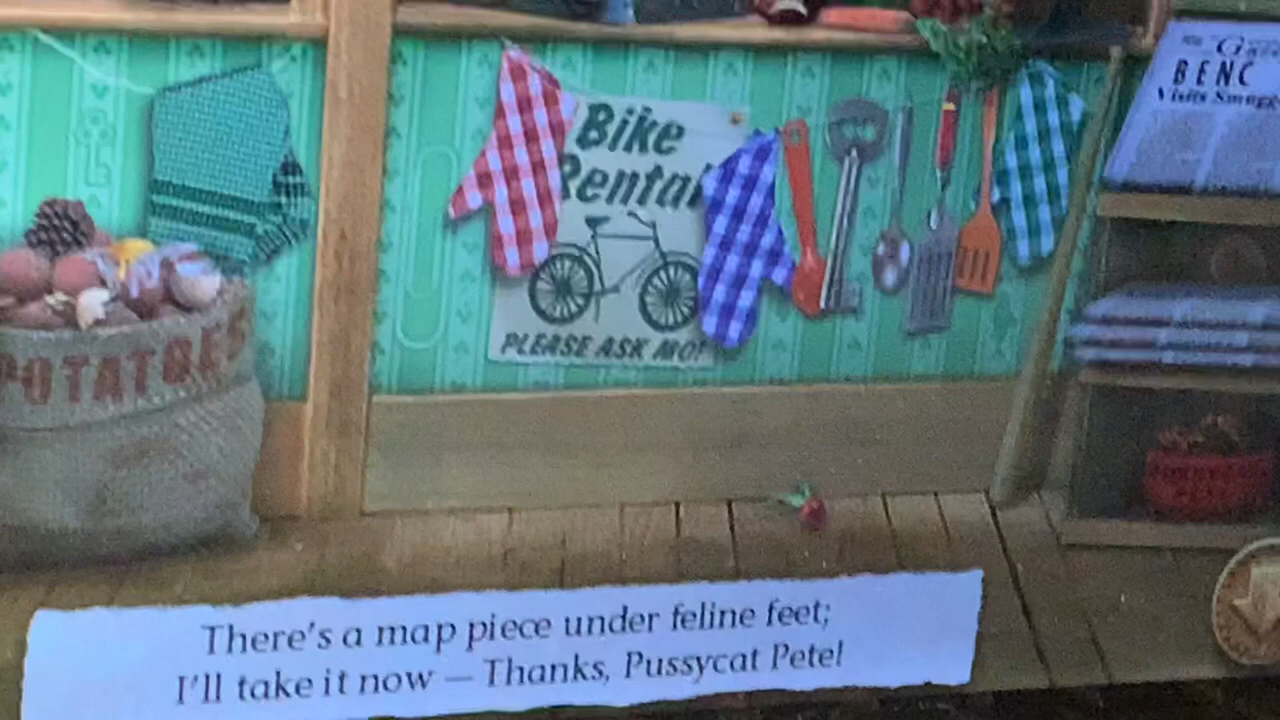 Bike
Rental
PLEASE ASK
BENC
Visits
POTATOES
There's a map piece under feline feet;
I'll take it now — Thanks, Pussycat Pete!